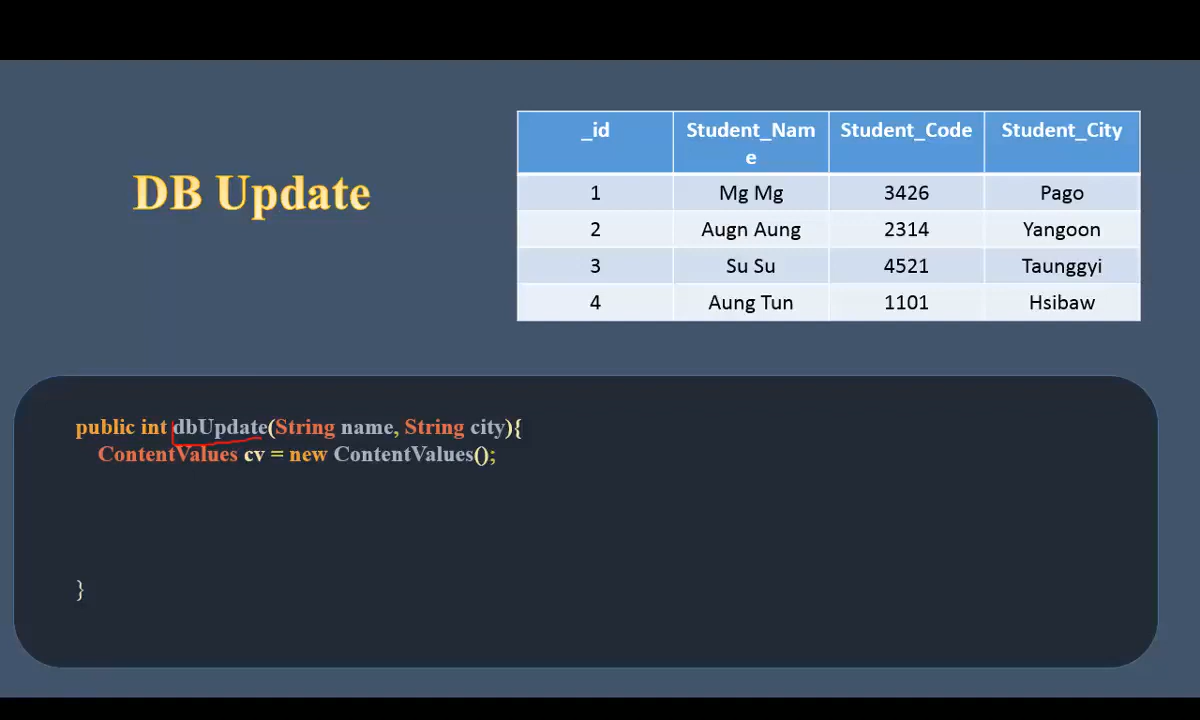 DB Update
_id Student_Nam Student_Code Student_City
e
1 Mg Mg 3426 Pago
2 Augn Aung 2314 Yangoon
3 Su Su 4521 Taunggyi
4 Aung Tun 1101 Hsibaw
public int dbUpdate(String name, String city){
ContentValues cv = new ContentValues();
}